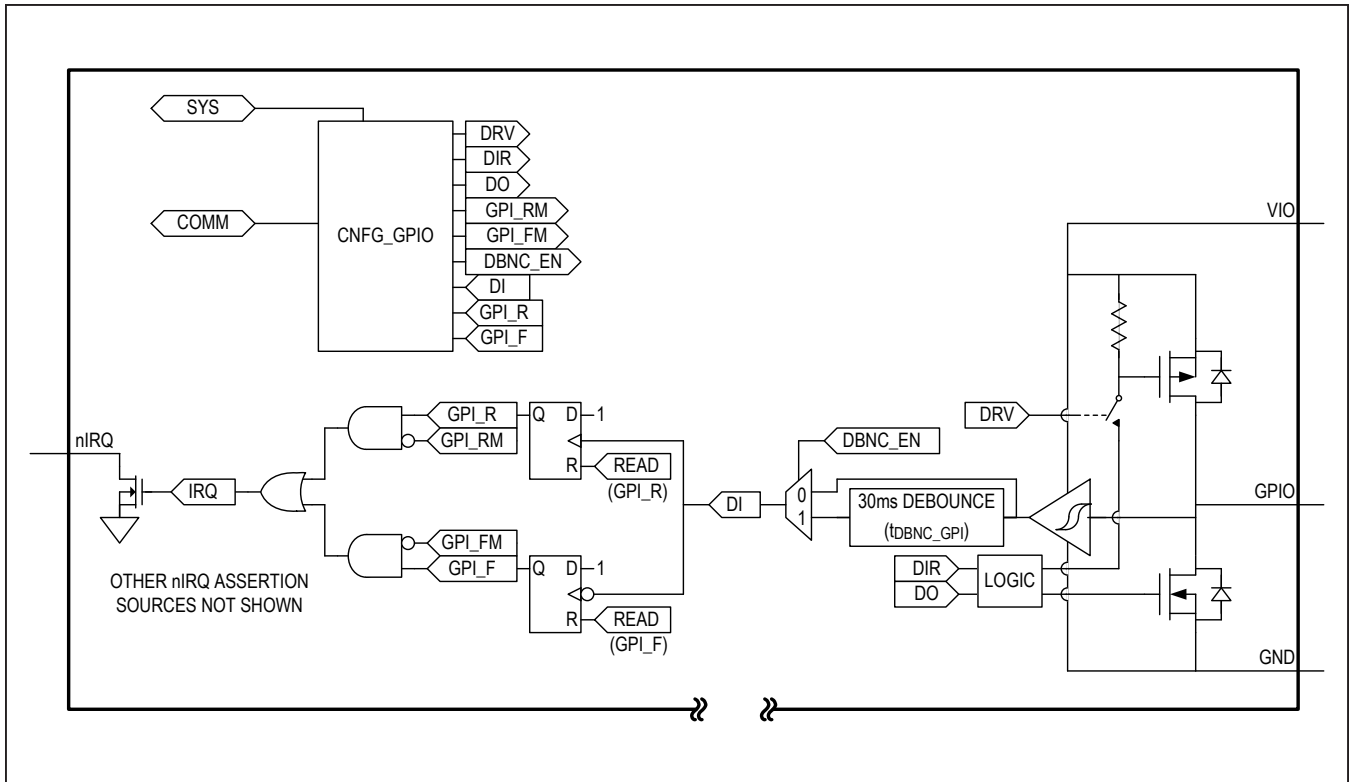 SYS
COMM
CNFG_GPIO
DRV
DIR
DO
GPI_RM
GPI_FM
DBNC_EN
DI
GPI_R
GPI_F
VIO
DRV
nIRQ
IRQ
GPI_R
GPI_RM
Q D 1
R
READ
(GPI_R)
GPI_FM
GPI_F
Q D 1
R
READ
(GPI_F)
OTHER nIRQ ASSERTION
SOURCES NOT SHOWN
DI
DBNC_EN
0
1
30ms DEBOUNCE
(tDBNC_GPI)
GPIO
DIR
DO
LOGIC
GND